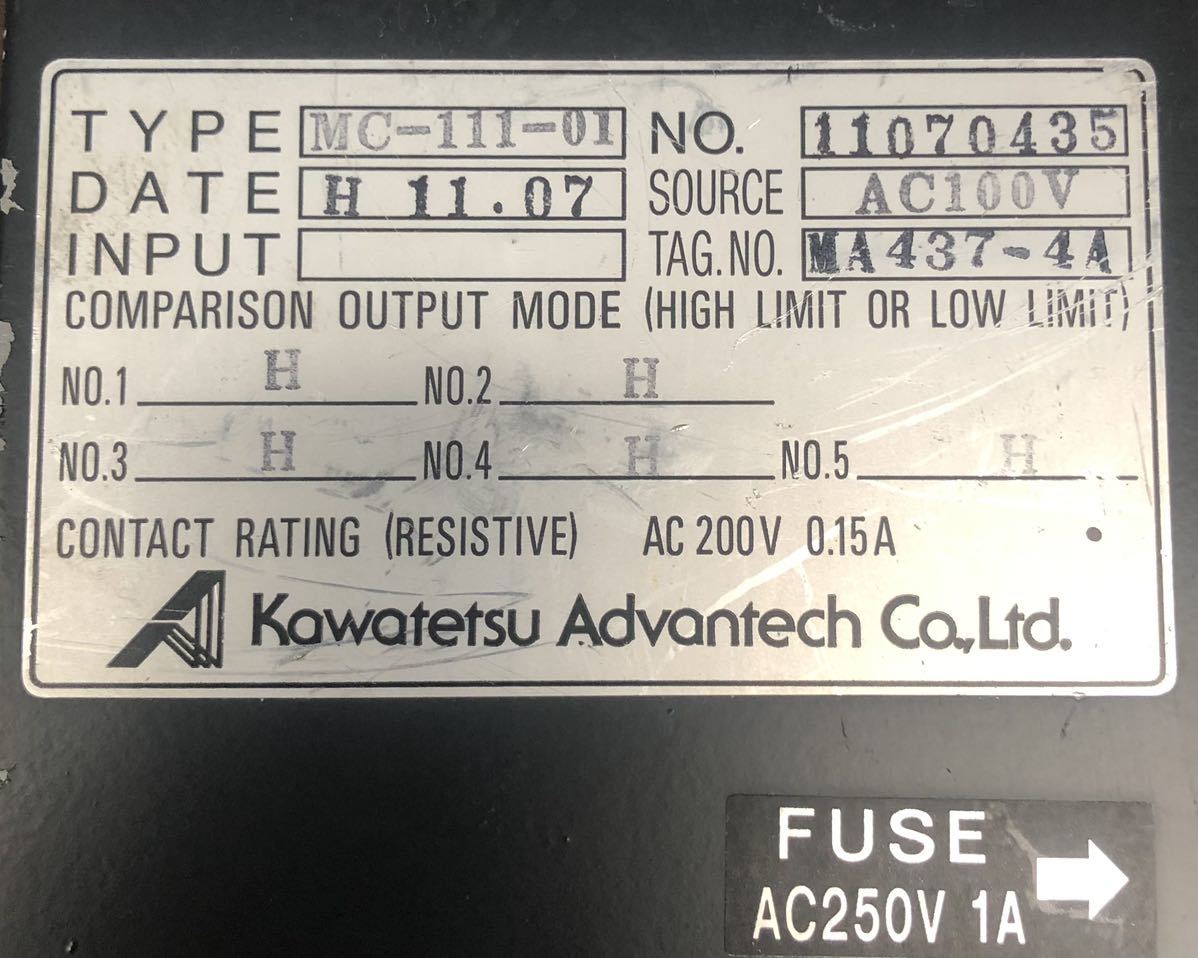 TYPE MC-111-01 NO. 11070435
DATE H 11.07 SOURCE AC100V
INPUT TAG.NO. MA437-4A
COMPARISON OUTPUT MODE (HIGH LIMIT OR LOW LIMIT)
NO.1 H NO.2 H
NO.3 H NO.4 H NO.5 H
CONTACT RATING (RESISTIVE) AC 200V 0.15A
Kawatetsu Advantech Co.,Ltd.
FUSE
AC250V 1A